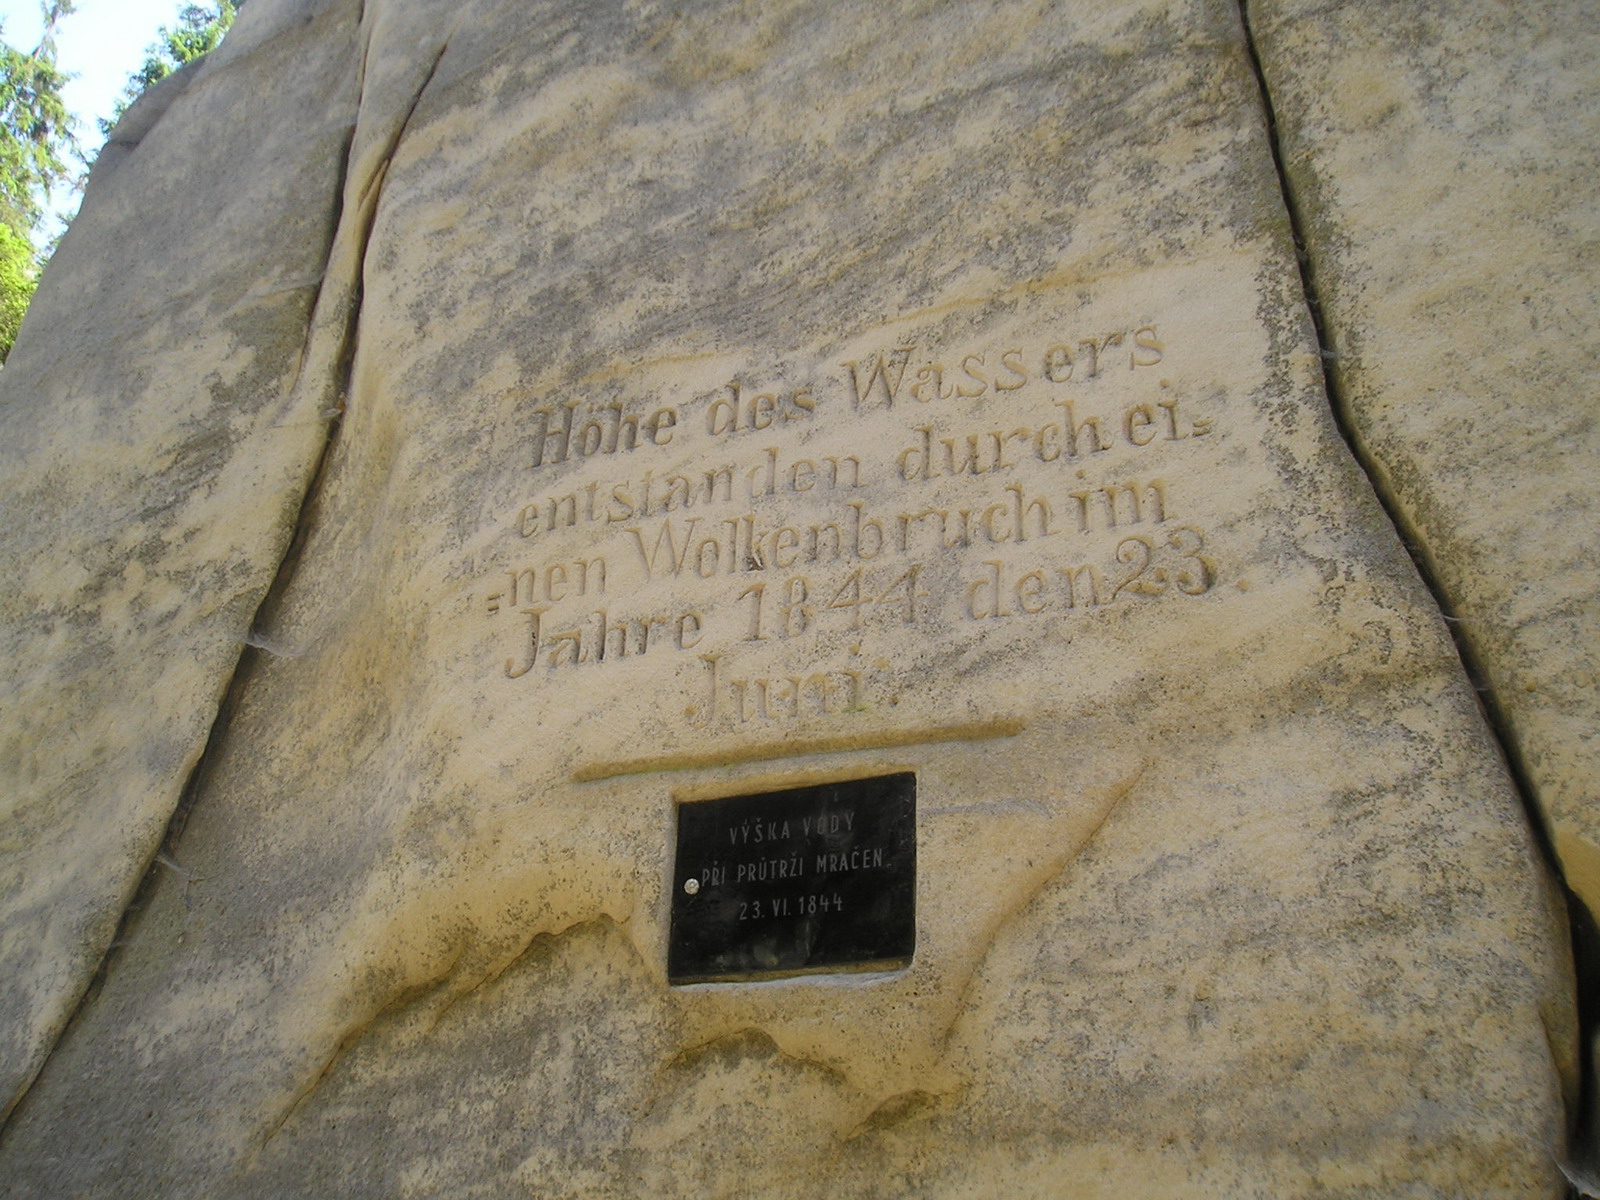 Höhe des Wassers
entstanden durch ei=
=nen Wolkenbruch im
Jahre 1844 den 23.
Juni.
VÝŠKA VODY
PŘI PRŮTRŽI MRAČEN.
23. VI. 1844